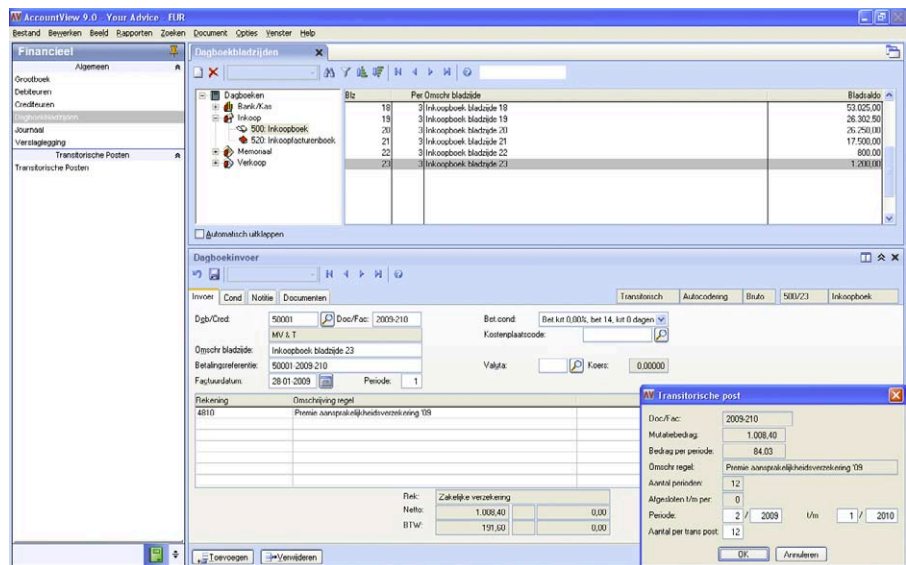 AccountView 9.0 - Your Advice - EUR
Bestand Bewerken Beeld Rapporten Zoeken Document Opties Venster Help
Financieel
Algemeen
Grootboek
Debiteuren
Crediteuren
Dagboekbladzijden
Journaal
Verslaglegging
Transitorische Posten
Transitorische Posten
Dagboekbladzijden
Dagboeken
Bank/Kas
Inkoop
500: Inkoopboek
520: Inkoopfacturenboek
Memoriaal
Verkoop
Automatisch uitklappen
Blz Per Omschr bladzijde Bladsaldo
18 3 Inkoopboek bladzijde 18 53.025,00
19 3 Inkoopboek bladzijde 19 26.302,50
20 3 Inkoopboek bladzijde 20 26.250,00
21 3 Inkoopboek bladzijde 21 17.500,00
22 3 Inkoopboek bladzijde 22 800,00
23 3 Inkoopboek bladzijde 23 1.200,00
Dagboekinvoer
Invoer Cond Notitie Documenten Transitorisch Autocodering Bruto 500/23 Inkoopboek
Dgb/Cred: 50001 Doc/Fac: 2009-210 Bet.cond: Bet.krt 0,00%, bet 14, krt 0 dagen
MV & T Kostenplaatscode:
Omschr bladzijde: Inkoopboek bladzijde 23
Betalingsreferentie: 50001-2009-210 Valuta: Koers: 0.00000
Factuurdatum: 28-01-2009 Periode: 1
Rekening Omschrijving regel
4810 Premie aansprakelijkheidsverzekering '09
Rek: Zakelijke verzekering
Netto: 1.008,40 0,00
BTW: 191,60 0,00
Toevoegen Verwijderen
Transitorische post
Doc/Fac: 2009-210
Mutatiebedrag: 1.008,40
Bedrag per periode: 84,03
Omschr regel: Premie aansprakelijkheidsverzekering '09
Aantal perioden: 12
Afgesloten t/m per: 0
Periode: 2 / 2009 t/m 1 / 2010
Aantal per trans post: 12
OK Annuleren